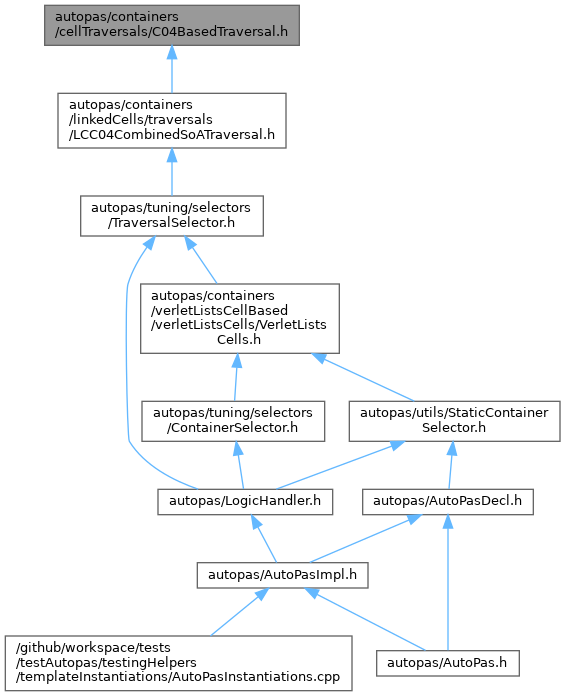 autopas/containers
/cellTraversals/C04BasedTraversal.h
autopas/containers
/linkedCells/traversals
/LCC04CombinedSoATraversal.h
autopas/tuning/selectors
/TraversalSelector.h
autopas/containers
/verletListsCellBased
/verletListsCells/VerletLists
Cells.h
autopas/tuning/selectors
/ContainerSelector.h
autopas/utils/StaticContainer
Selector.h
autopas/LogicHandler.h
autopas/AutoPasDecl.h
autopas/AutoPasImpl.h
/github/workspace/tests
/testAutopas/testingHelpers
/templateInstantiations/AutoPasInstantiations.cpp
autopas/AutoPas.h